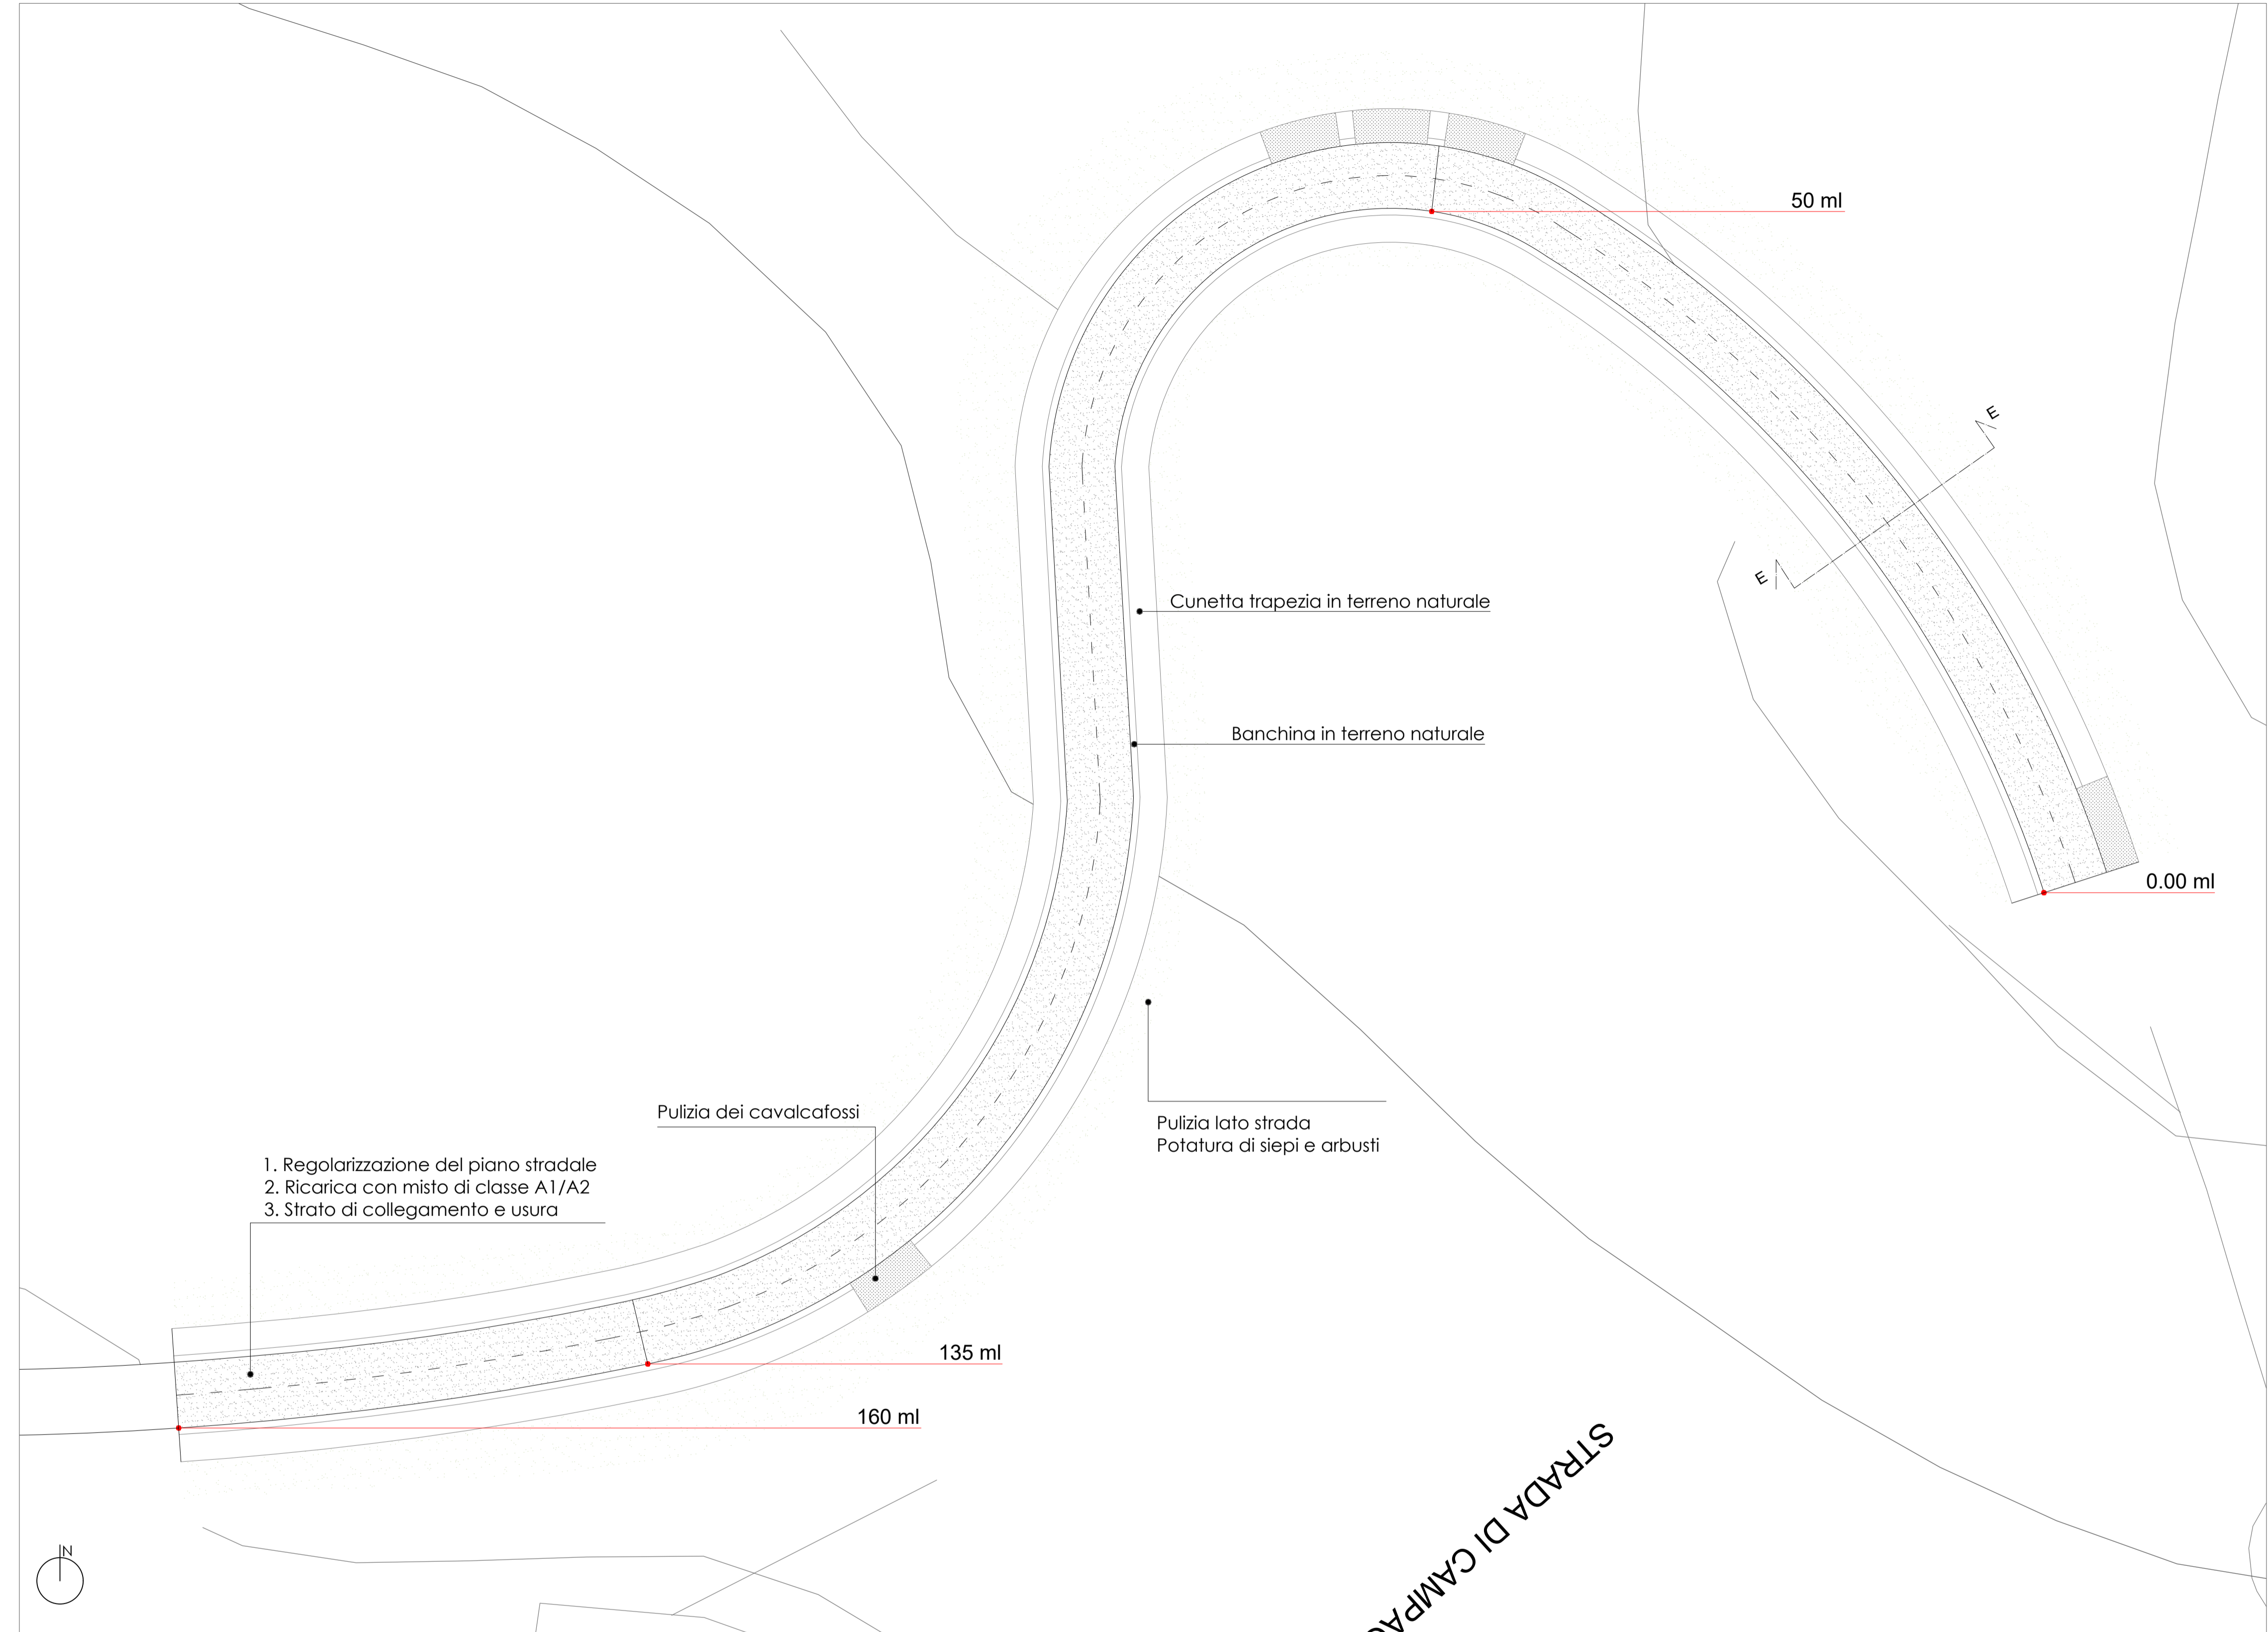 50 ml
E
E
Cunetta trapezia in terreno naturale
Banchina in terreno naturale
0.00 ml
Pulizia dei cavalcafossi
Pulizia lato strada
Potatura di siepi e arbusti
1. Regolarizzazione del piano stradale
2. Ricarica con misto di classe A1/A2
3. Strato di collegamento e usura
135 ml
160 ml
STRADA DI CAMPAG
N